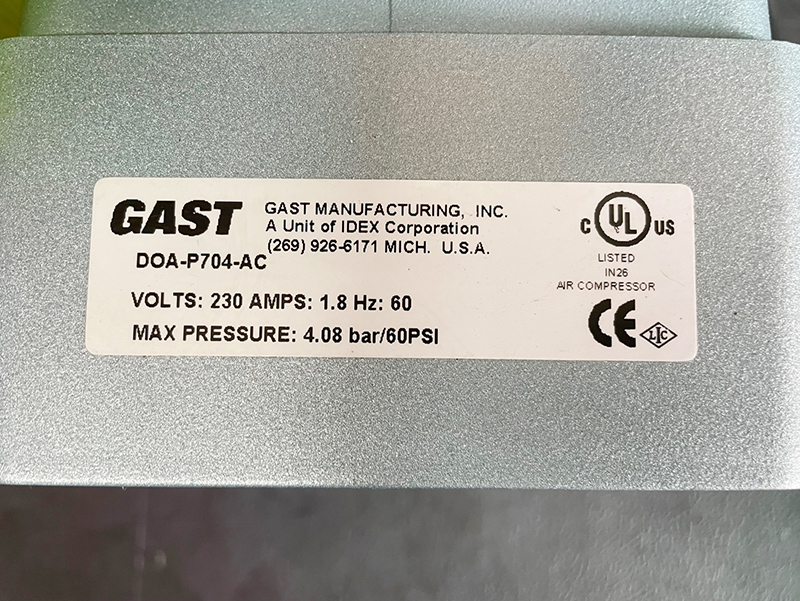 GAST
GAST MANUFACTURING, INC.
A Unit of IDEX Corporation
(269) 926-6171 MICH. U.S.A.
DOA-P704-AC
VOLTS: 230 AMPS: 1.8 Hz: 60
MAX PRESSURE: 4.08 bar/60PSI
C UL US
LISTED
IN26
AIR COMPRESSOR
CE LIC